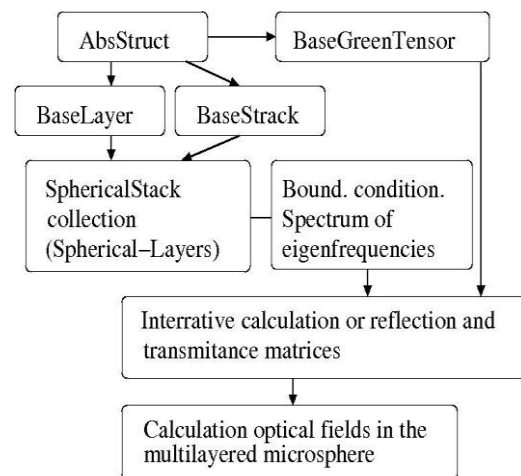 AbsStruct
BaseGreenTensor
BaseLayer
BaseStrack
SphericalStack
collection
(Spherical–Layers)
Bound. condition.
Spectrum of
eigenfrequencies
Interrative calculation or reflection and
transmitance matrices
Calculation optical fields in the
multilayered microsphere